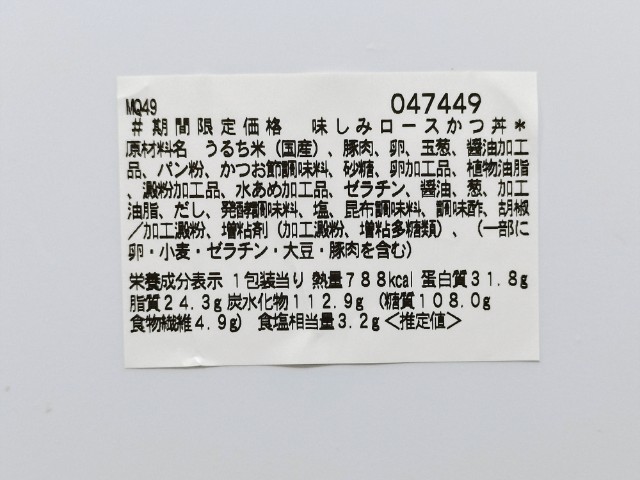 MQ49
047449
#期間限定価格 味しみロースかつ丼*
原材料名 うるち米(国産)、豚肉、卵、玉葱、醤油加工
品、パン粉、かつお節調味料、砂糖、卵加工品、植物油脂
、澱粉加工品、水あめ加工品、ゼラチン、醤油、葱、加工
油脂、だし、発酵調味料、塩、昆布調味料、調味酢、胡椒
/加工澱粉、増粘剤(加工澱粉、増粘多糖類)、(一部に
卵・小麦・ゼラチン・大豆・豚肉を含む)
栄養成分表示 1包装当り 熱量788kcal 蛋白質31.8g
脂質24.3g 炭水化物112.9g (糖質108.0g
食物繊維4.9g) 食塩相当量3.2g<推定値>